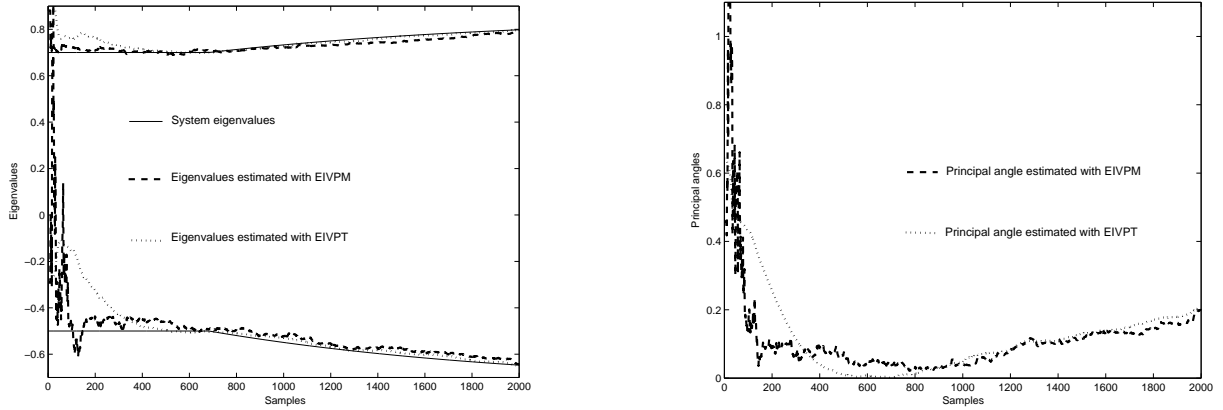 0.8
0.6
0.4
0.2
0
−0.2
−0.4
−0.6
Eigenvalues
System eigenvalues
Eigenvalues estimated with EIVPM
Eigenvalues estimated with EIVPT
0 200 400 600 800 1000 1200 1400 1600 1800 2000
Samples
1
0.8
0.6
0.4
0.2
0
Principal angles
Principal angle estimated with EIVPM
Principal angle estimated with EIVPT
0 200 400 600 800 1000 1200 1400 1600 1800 2000
Samples